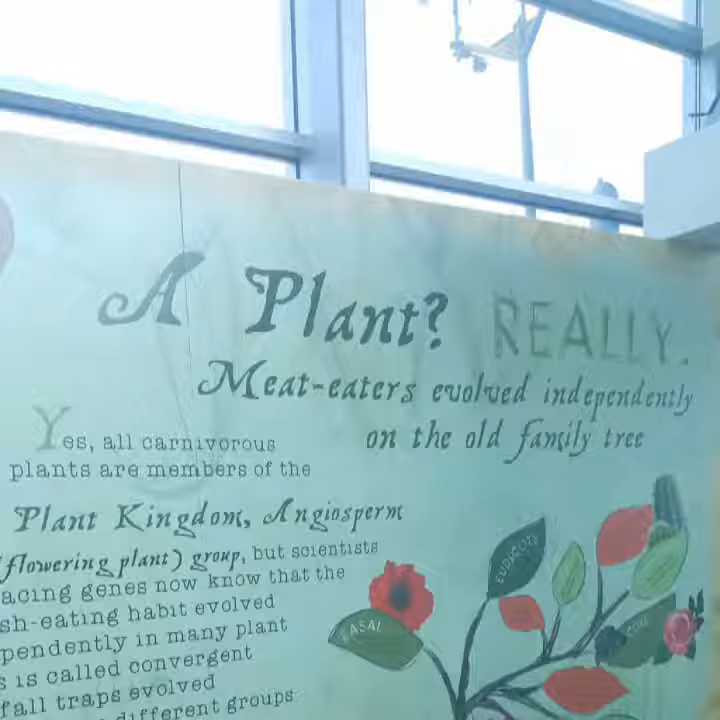 A Plant? REALLY.
Meat-eaters evolved independently
on the old family tree
Yes, all carnivorous
plants are members of the
Plant Kingdom, Angiosperm
(flowering plant) group, but scientists
acing genes now know that the
sh-eating habit evolved
pendently in many plant
s is called convergent
fall traps evolved
different groups
EUDICOTS
BASAL